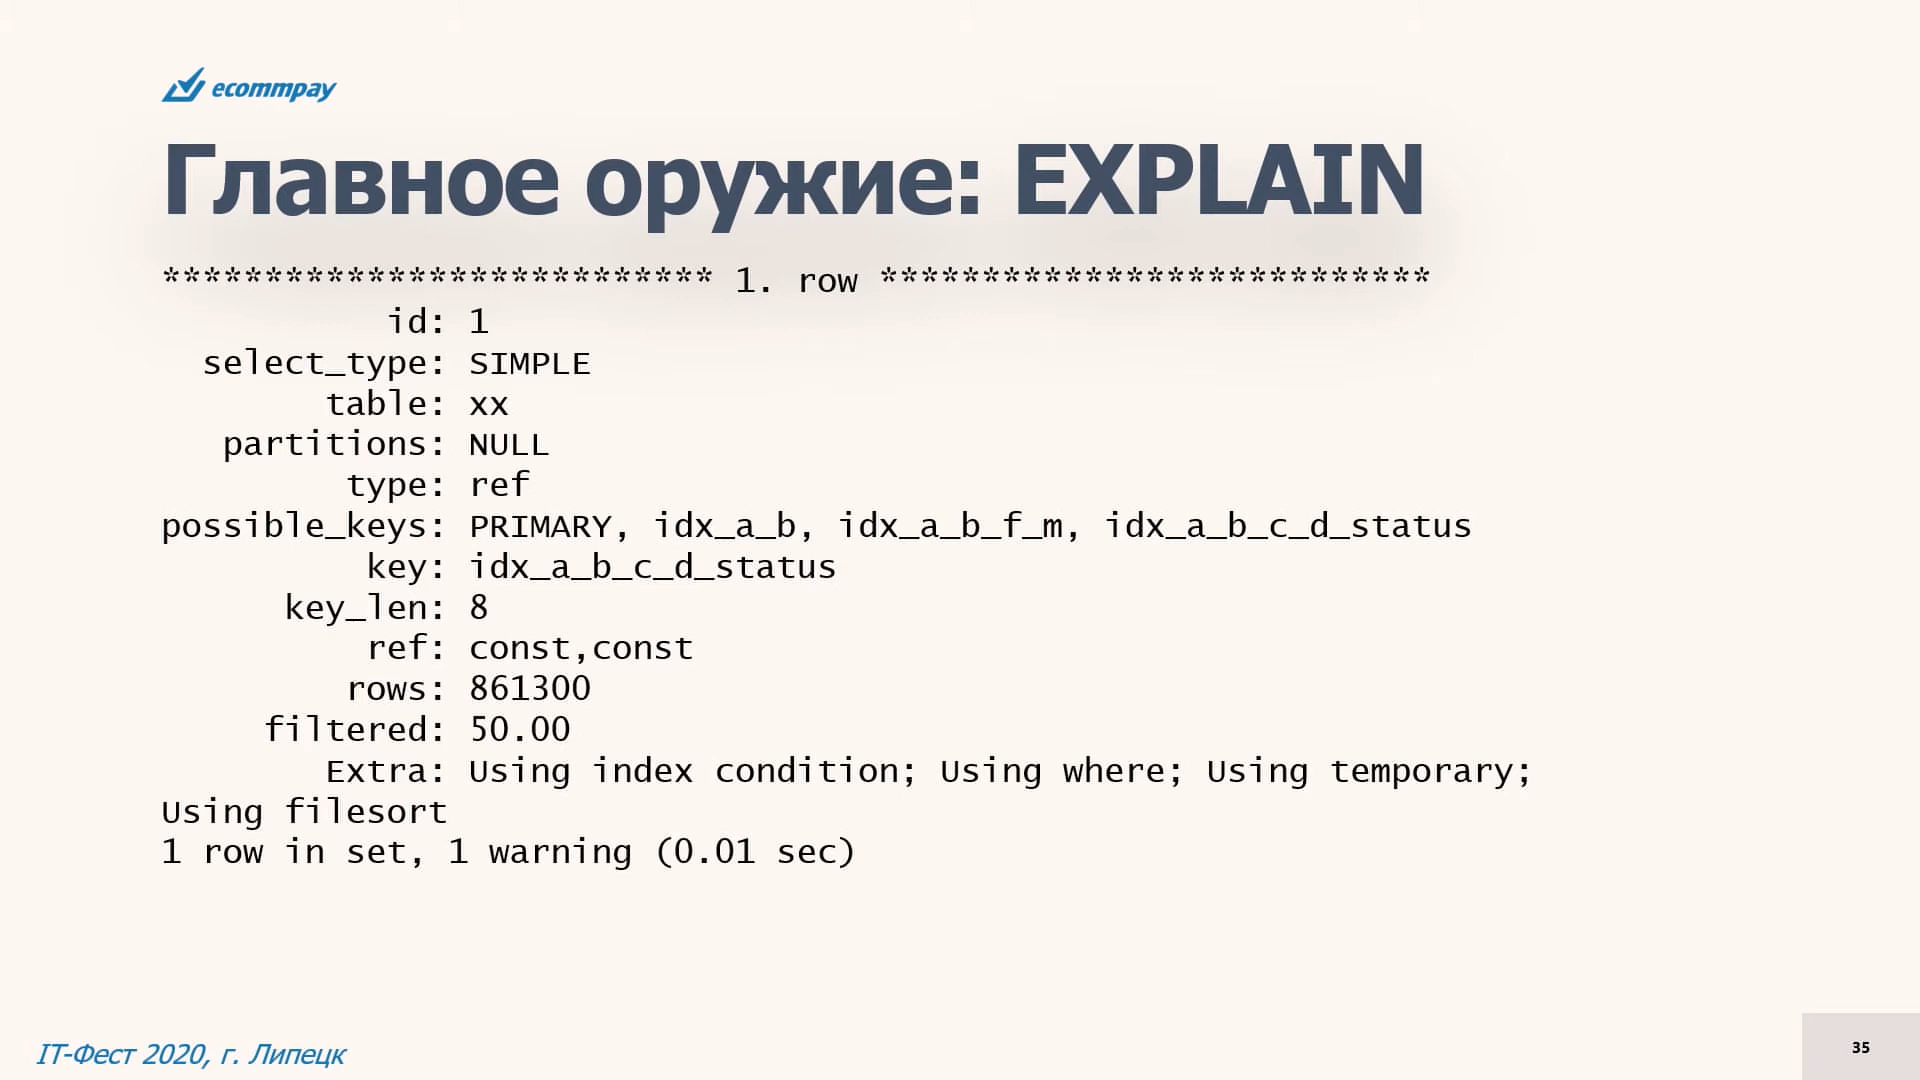 ecommpay
Главное оружие: EXPLAIN
*************************** 1. row ***************************
id: 1
select_type: SIMPLE
table: xx
partitions: NULL
type: ref
possible_keys: PRIMARY, idx_a_b, idx_a_b_f_m, idx_a_b_c_d_status
key: idx_a_b_c_d_status
key_len: 8
ref: const,const
rows: 861300
filtered: 50.00
Extra: Using index condition; Using where; Using temporary;
Using filesort
1 row in set, 1 warning (0.01 sec)
IT-Фест 2020, г. Липецк
35